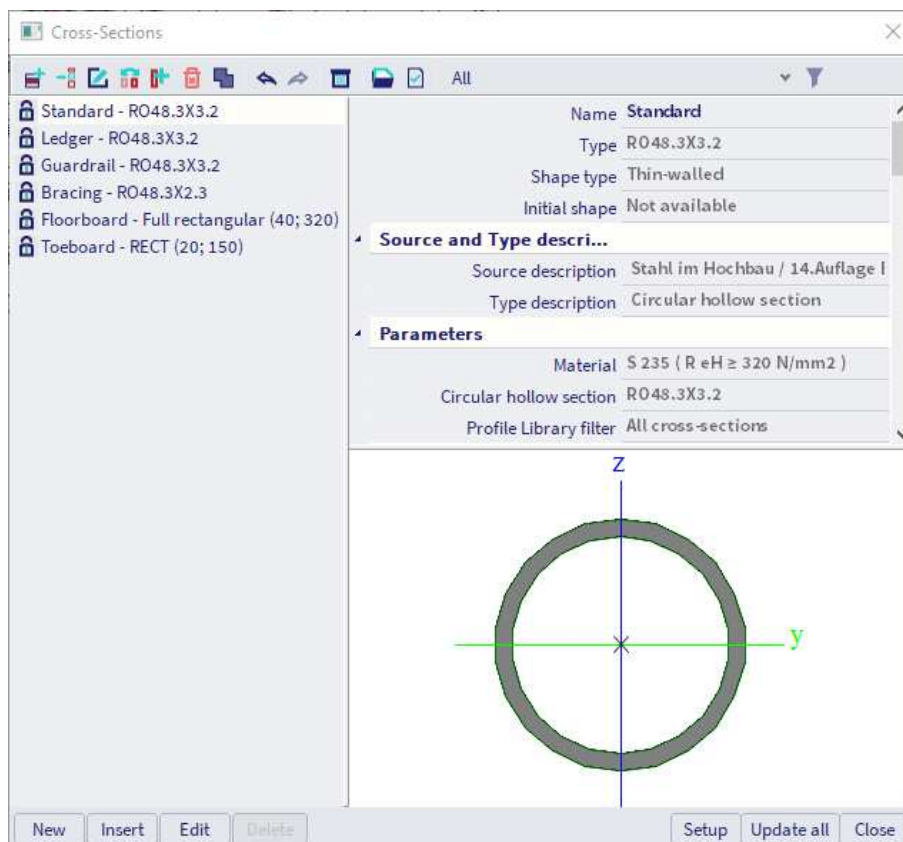 Cross-Sections
All
Standard - RO48.3X3.2
Ledger - RO48.3X3.2
Guardrail - RO48.3X3.2
Bracing - RO48.3X2.3
Floorboard - Full rectangular (40; 320)
Toeboard - RECT (20; 150)
Name Standard
Type RO48.3X3.2
Shape type Thin-walled
Initial shape Not available
Source and Type descri...
Source description Stahl im Hochbau / 14.Auflage
Type description Circular hollow section
Parameters
Material S 235 ( R eH ≥ 320 N/mm2 )
Circular hollow section RO48.3X3.2
Profile Library filter All cross-sections
z
y
New Insert Edit Delete Setup Update all Close